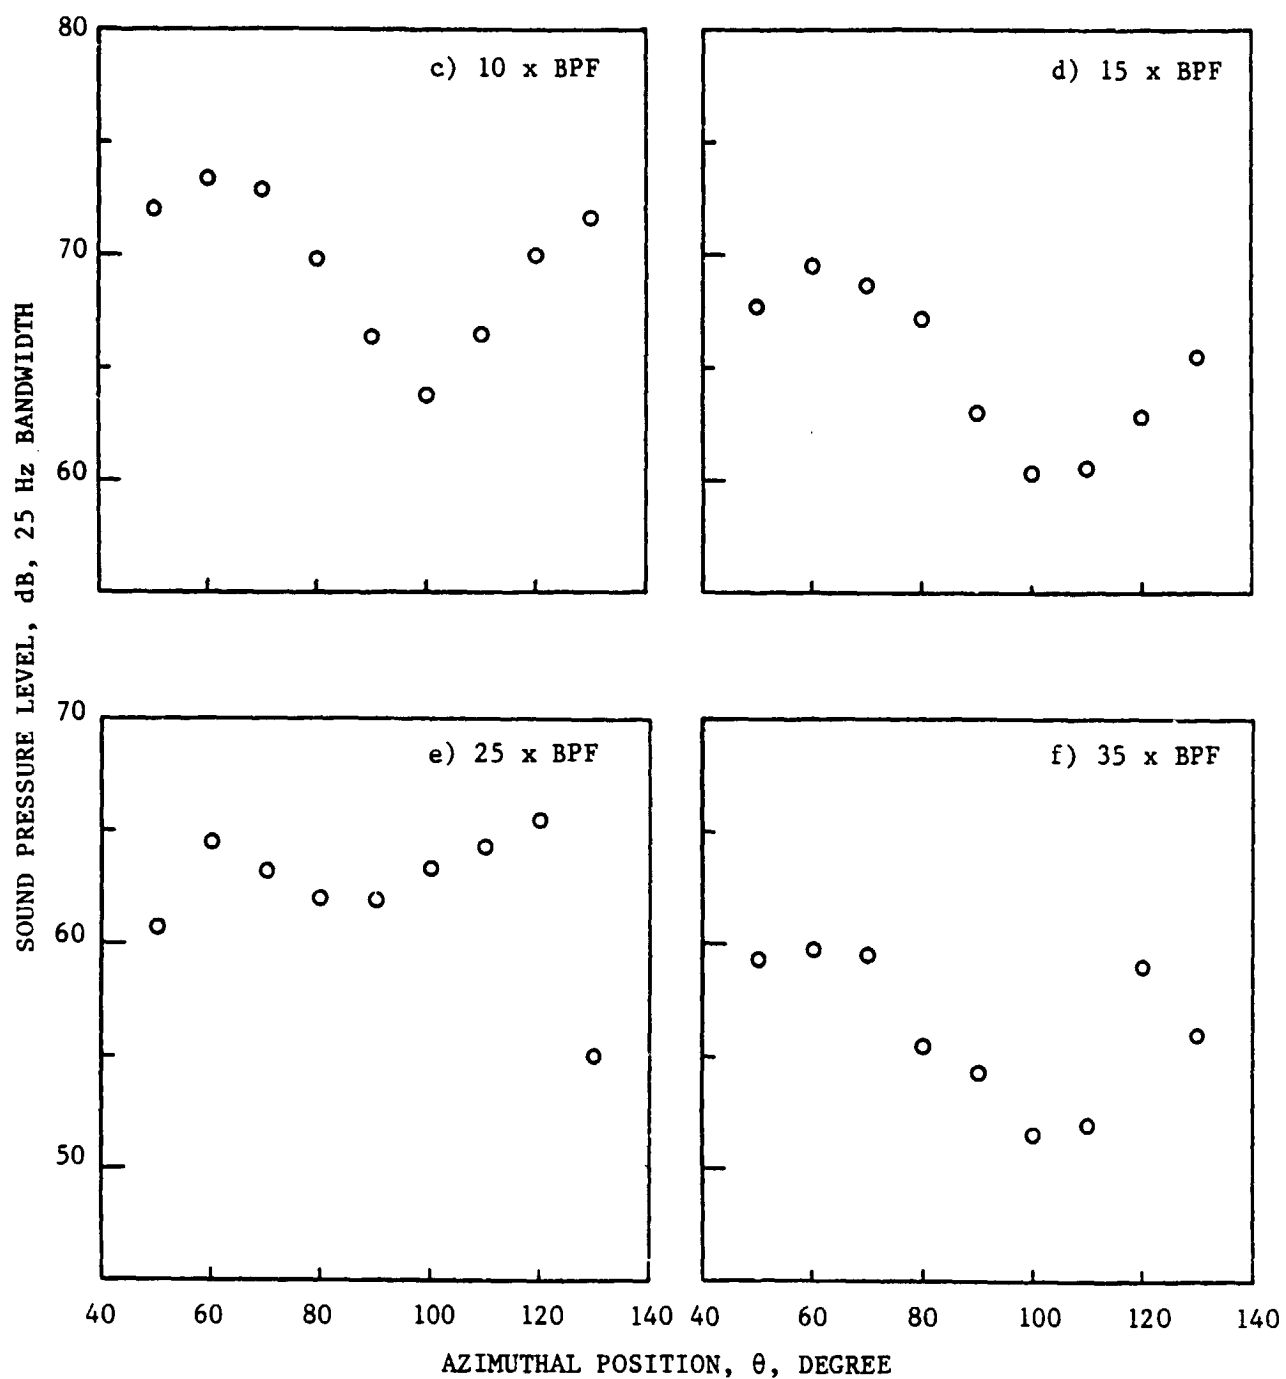 80
c) 10 x BPF
d) 15 x BPF
70
60
SOUND PRESSURE LEVEL, dB, 25 Hz BANDWIDTH
70
e) 25 x BPF
f) 35 x BPF
60
50
40 60 80 100 120 140 40 60 80 100 120 140
AZIMUTHAL POSITION, θ, DEGREE